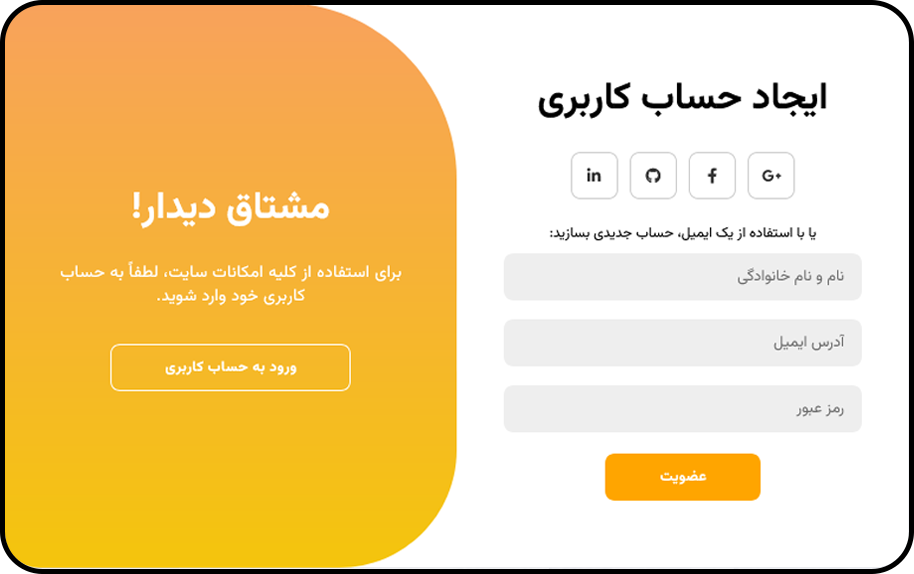 ایجاد حساب کاربری
G+
f
in
یا با استفاده از یک ایمیل، حساب جدیدی بسازید:
نام و نام خانوادگی
آدرس ایمیل
رمز عبور
عضویت
مشتاق دیدار!
برای استفاده از کلیه امکانات سایت، لطفاً به حساب
کاربری خود وارد شوید.
ورود به حساب کاربری